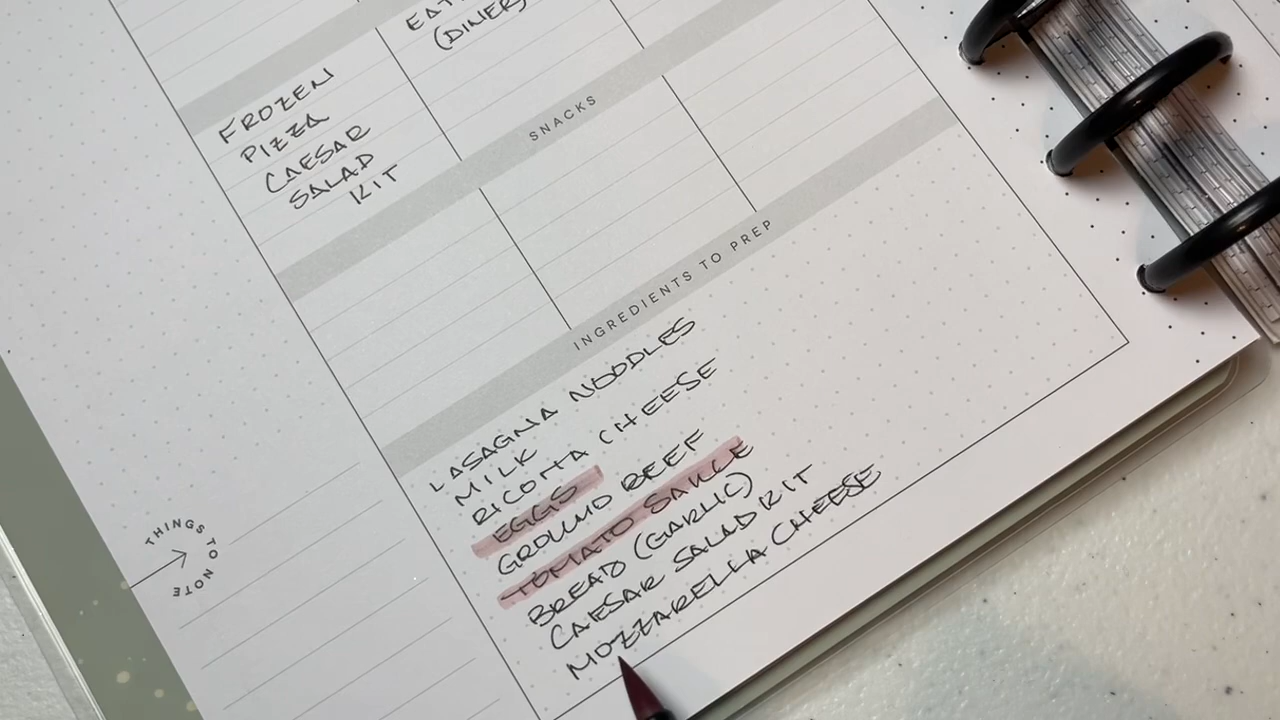 EAT
(DINER
FROZEN
PIZZA
CAESAR
SALAD
KIT
SNACKS
INGREDIENTS TO PREP
LASAGNA NOODLES
MILK
RICOTTA CHEESE
EGGS
GROUND BEEF
TOMATO SAUCE
BREAD (GARLIC)
CAESAR SALAD KIT
MOZZARELLA CHEESE
THINGS TO NOTE